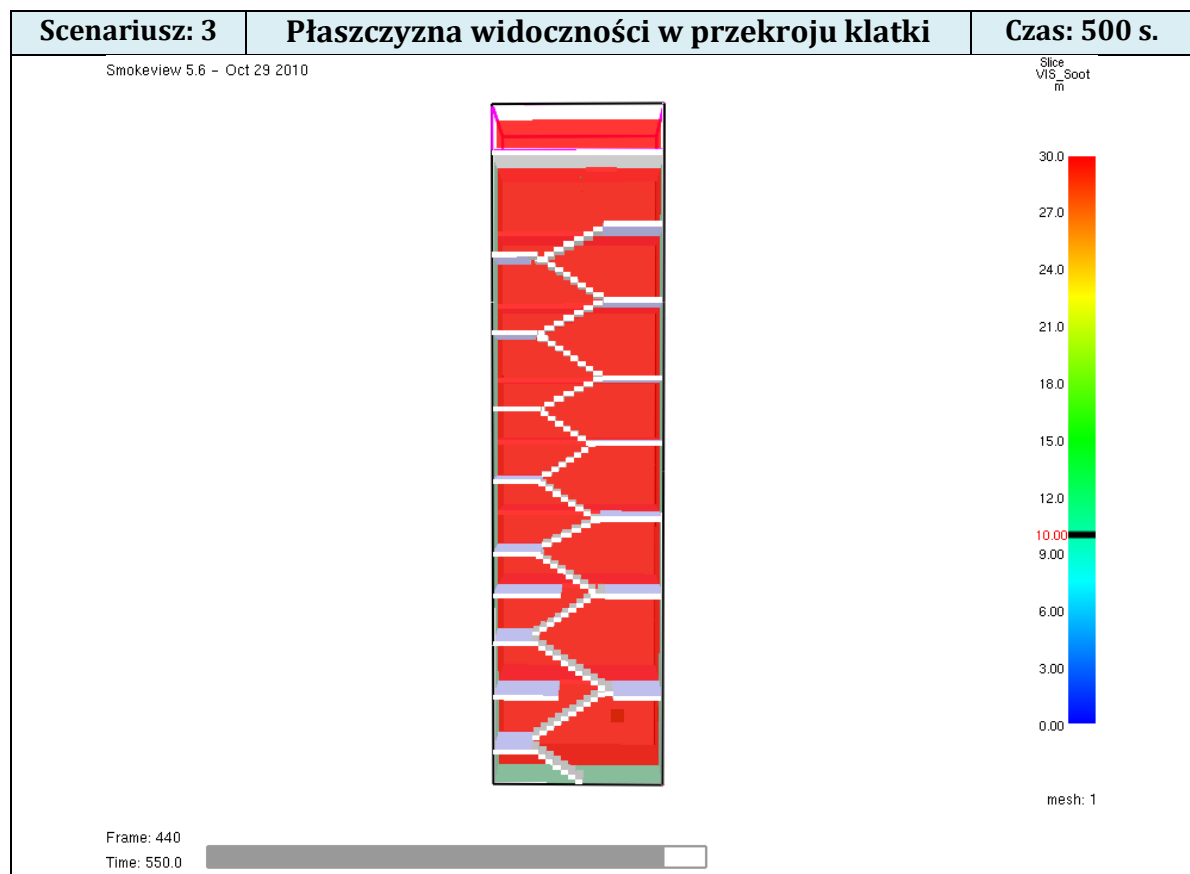 Scenariusz: 3 Płaszczyzna widoczności w przekroju klatki Czas: 500 s.
Smokeview 5.6 - Oct 29 2010
Slice
VIS_Soot
m
30.0
27.0
24.0
21.0
18.0
15.0
12.0
10.00
9.00
6.00
3.00
0.00
mesh: 1
Frame: 440
Time: 550.0